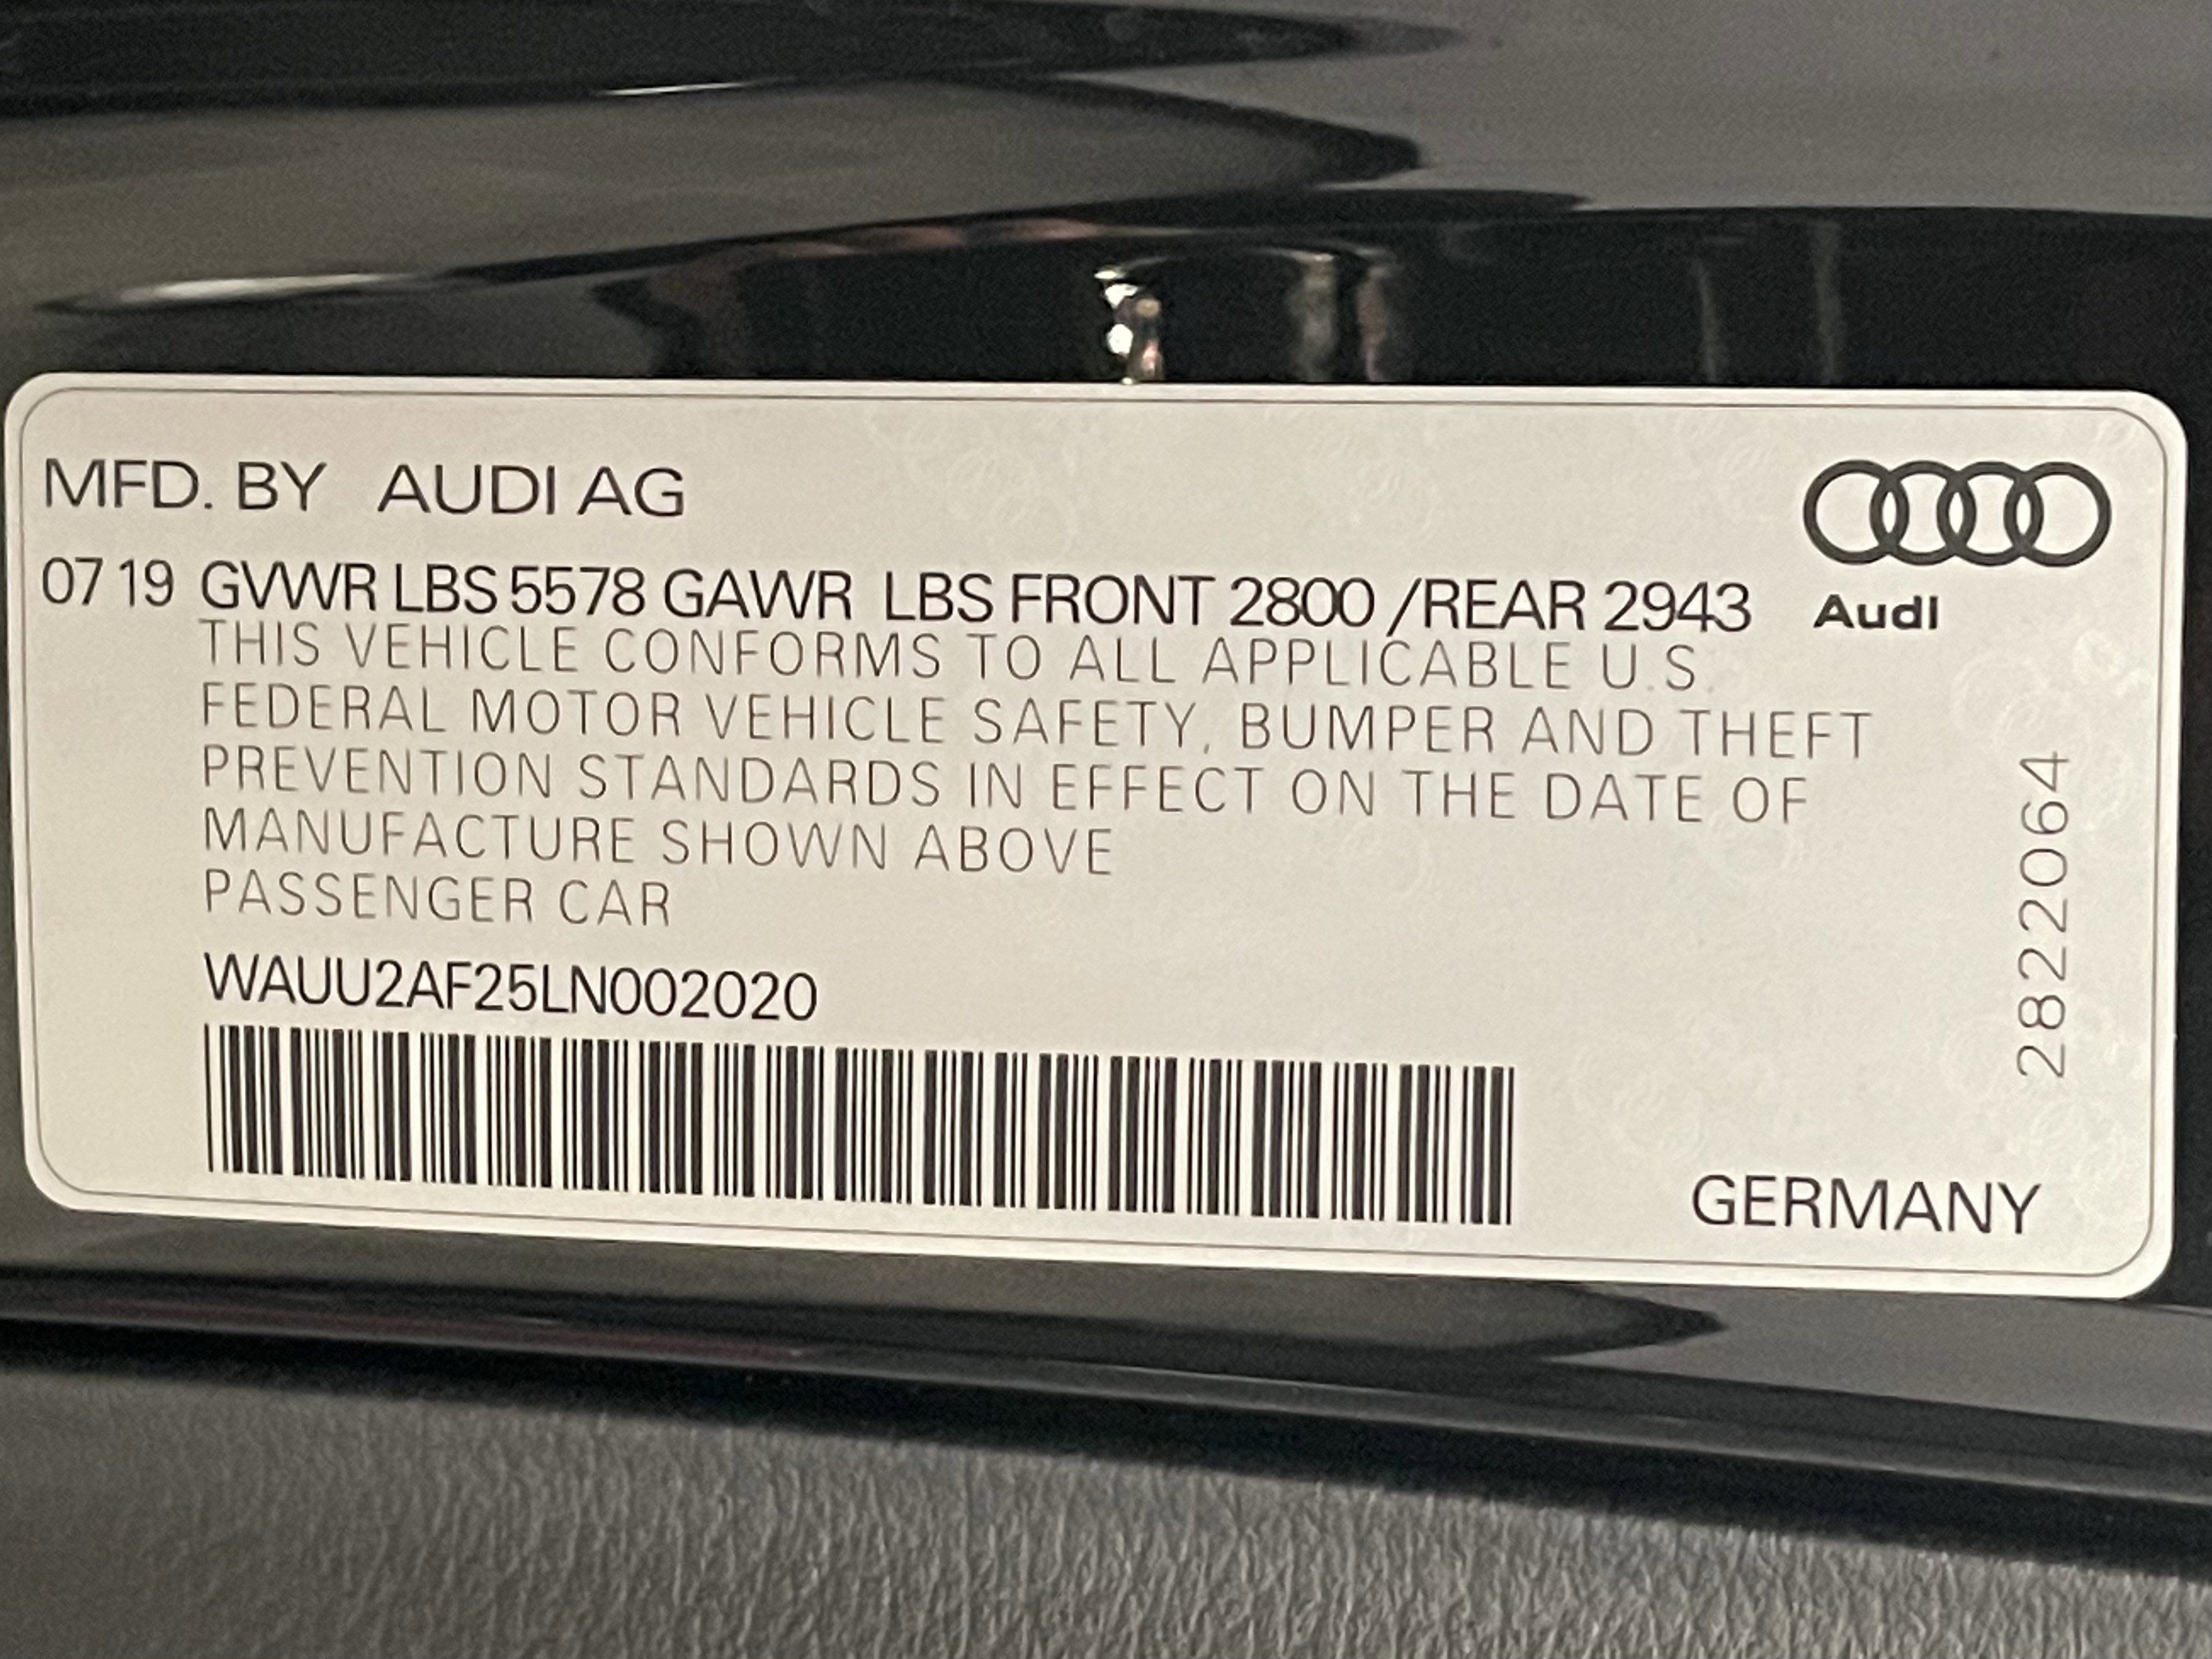 MFD. BY AUDI AG
07 19 GVWR LBS 5578 GAWR LBS FRONT 2800 /REAR 2943
Audi
THIS VEHICLE CONFORMS TO ALL APPLICABLE U.S.
FEDERAL MOTOR VEHICLE SAFETY, BUMPER AND THEFT
PREVENTION STANDARDS IN EFFECT ON THE DATE OF
MANUFACTURE SHOWN ABOVE
PASSENGER CAR
WAUU2AF25LN002020
2822064
GERMANY